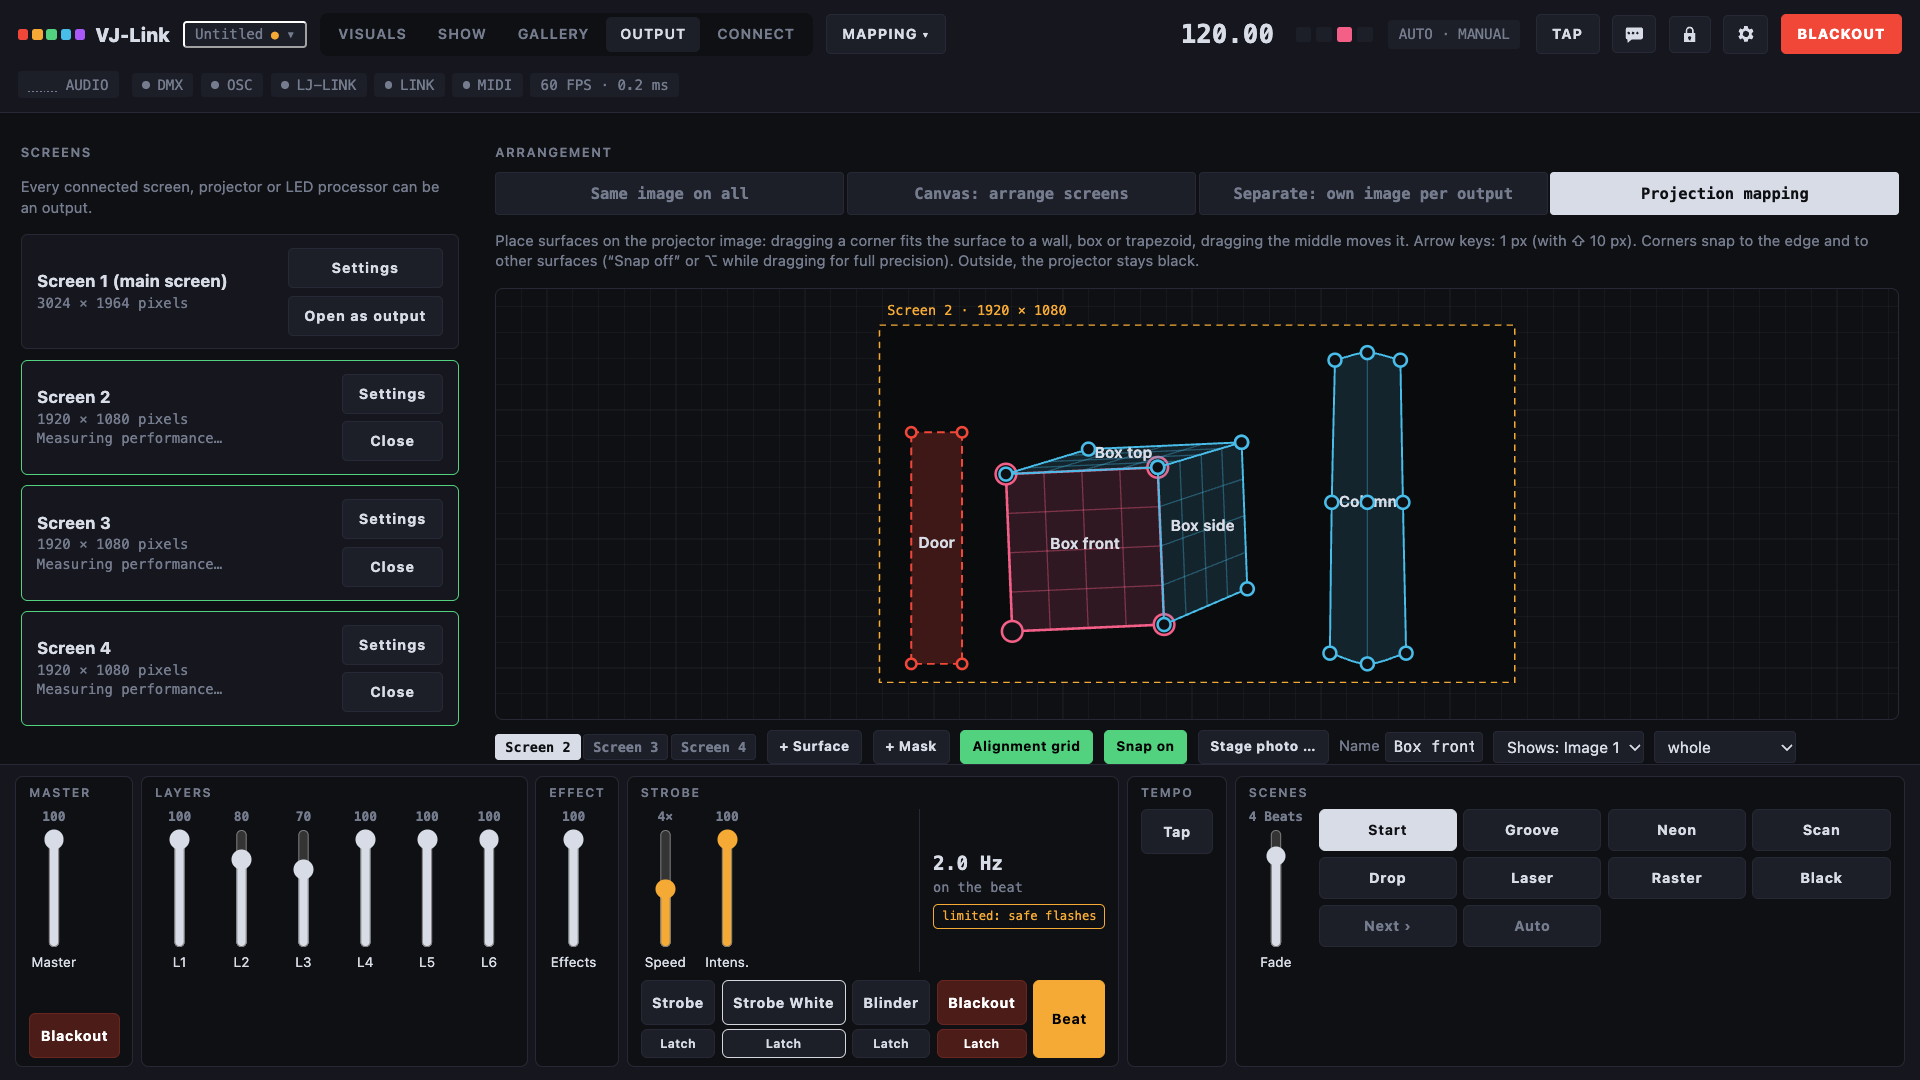 VJ-Link
Untitled
VISUALS
SHOW
GALLERY
OUTPUT
CONNECT
MAPPING
120.00
AUTO · MANUAL
TAP
BLACKOUT
AUDIO
DMX
OSC
LJ-LINK
LINK
MIDI
60 FPS · 0.2 ms
SCREENS
Every connected screen, projector or LED processor can be
an output.
Screen 1 (main screen)
3024 × 1964 pixels
Settings
Open as output
Screen 2
1920 × 1080 pixels
Measuring performance…
Settings
Close
Screen 3
1920 × 1080 pixels
Measuring performance…
Settings
Close
Screen 4
1920 × 1080 pixels
Measuring performance…
Settings
Close
ARRANGEMENT
Same image on all
Canvas: arrange screens
Separate: own image per output
Projection mapping
Place surfaces on the projector image: dragging a corner fits the surface to a wall, box or trapezoid, dragging the middle moves it. Arrow keys: 1 px (with ⇧ 10 px). Corners snap to the edge and to
other surfaces (“Snap off” or ⌥ while dragging for full precision). Outside, the projector stays black.
Screen 2 · 1920 × 1080
Door
Box top
Box front
Box side
Column
Screen 2
Screen 3
Screen 4
+ Surface
+ Mask
Alignment grid
Snap on
Stage photo ...
Name
Box front
Shows: Image 1
whole
MASTER
100
Master
Blackout
LAYERS
100
80
70
100
100
100
L1
L2
L3
L4
L5
L6
EFFECT
100
Effects
STROBE
4×
100
Speed
Intens.
2.0 Hz
on the beat
limited: safe flashes
Strobe
Strobe White
Blinder
Blackout
Beat
Latch
Latch
Latch
Latch
TEMPO
Tap
SCENES
4 Beats
Fade
Start
Groove
Neon
Scan
Drop
Laser
Raster
Black
Next ›
Auto